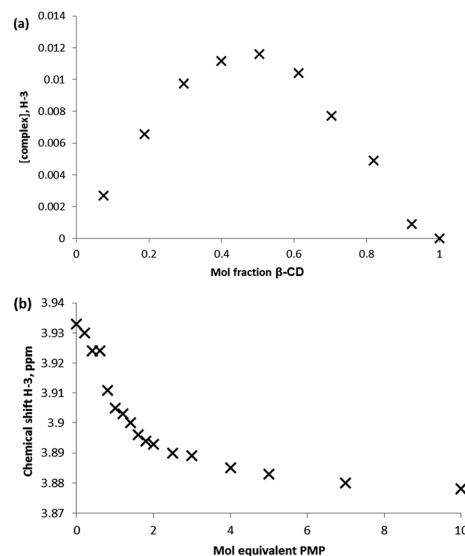 (a)
[complex], H-3
0.014
0.012
0.01
0.008
0.006
0.004
0.002
0
0 0.2 0.4 0.6 0.8 1
Mol fraction β-CD
(b)
Chemical shift H-3, ppm
3.94
3.93
3.92
3.91
3.9
3.89
3.88
3.87
0 2 4 6 8 10
Mol equivalent PMP